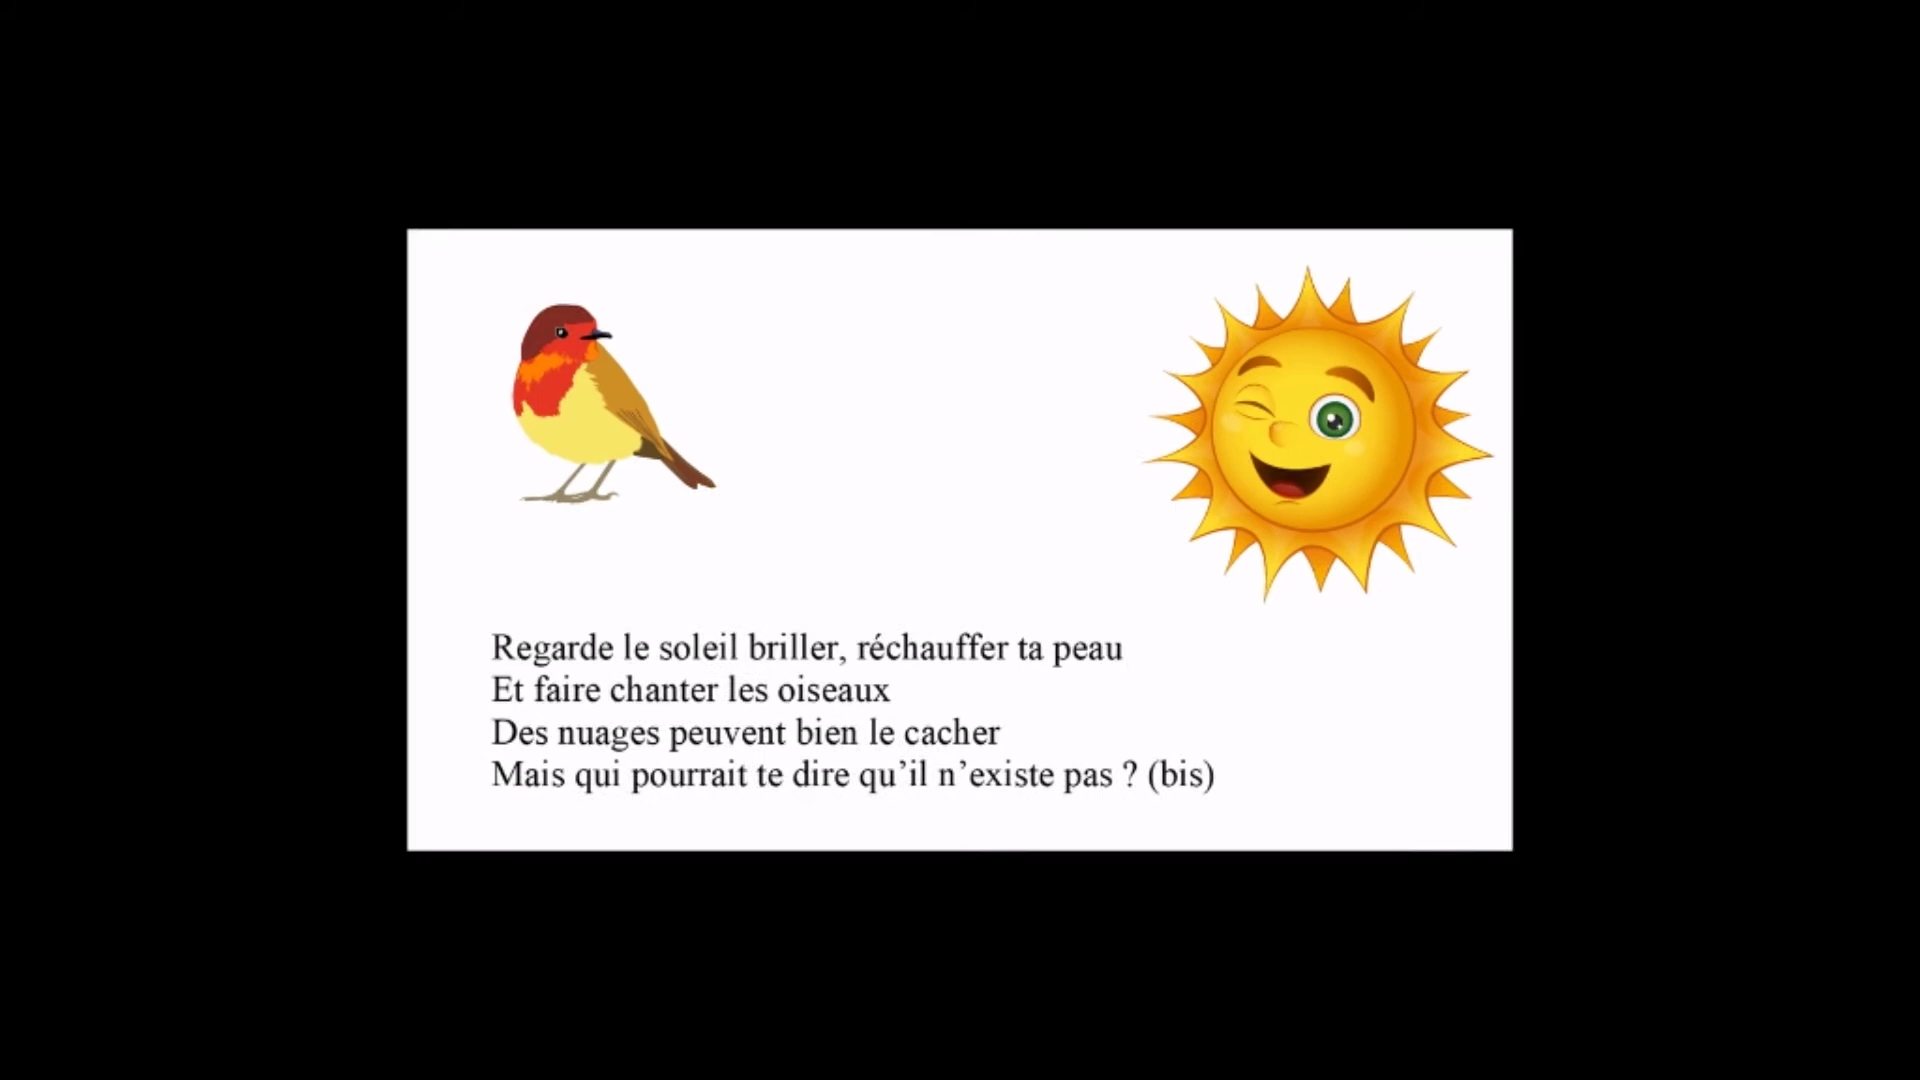 Regarde le soleil briller, réchauffer ta peau
Et faire chanter les oiseaux
Des nuages peuvent bien le cacher
Mais qui pourrait te dire qu’il n’existe pas ? (bis)